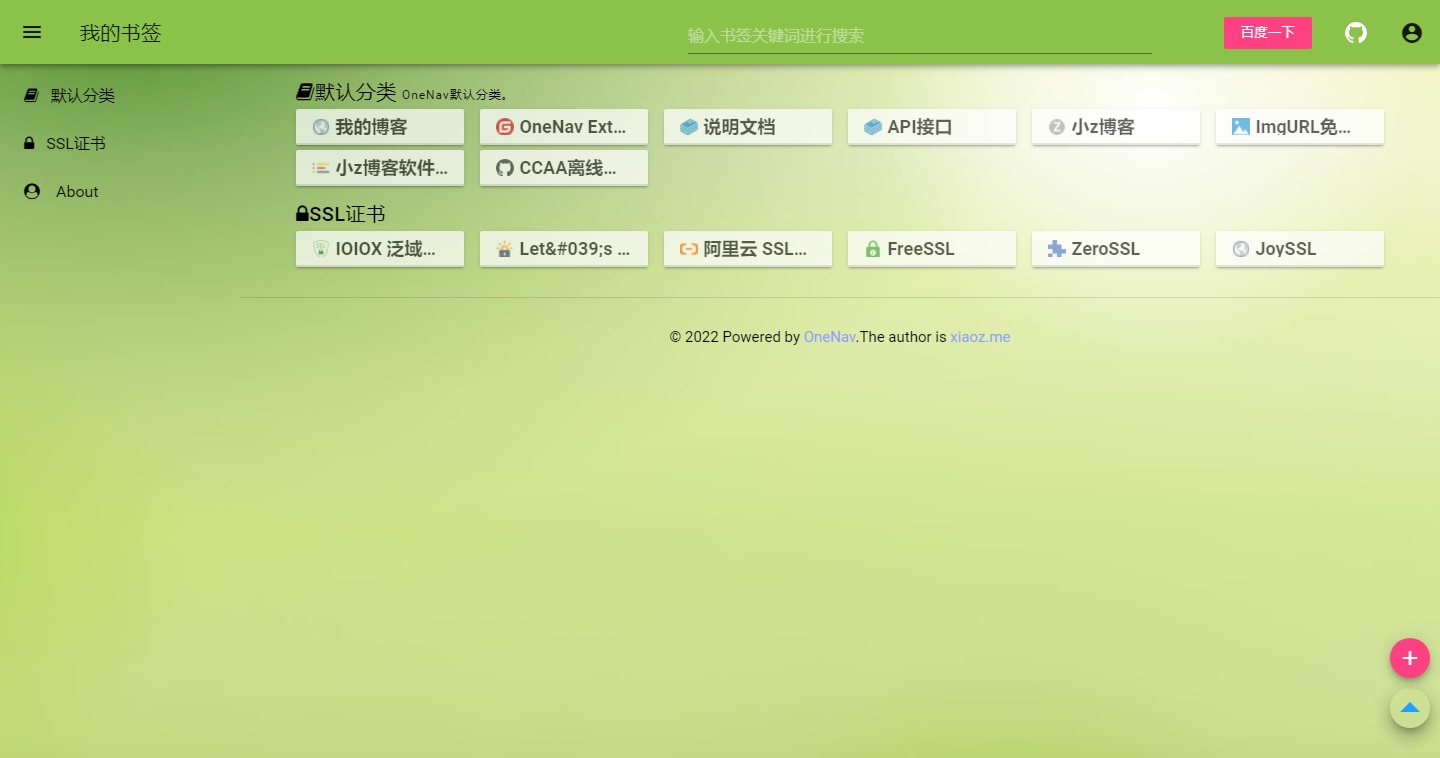 我的书签
输入书签关键词进行搜索
百度一下
默认分类
SSL证书
About
默认分类 OneNav默认分类。
我的博客
OneNav Ext...
说明文档
API接口
小z博客
ImgURL免...
小z博客软件...
CCAA离线...
SSL证书
IOIOX 泛域...
Let&#039;s ...
阿里云 SSL...
FreeSSL
ZeroSSL
JoySSL
© 2022 Powered by OneNav.The author is xiaoz.me